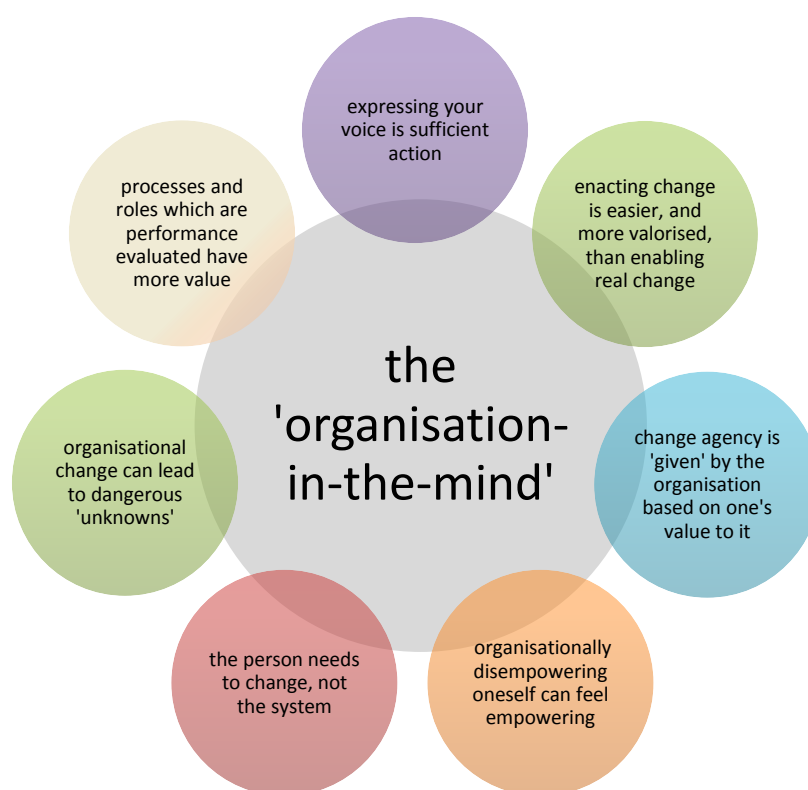 expressing your
voice is sufficient
action
enacting change
is easier, and
more valorised,
than enabling
real change
change agency is
'given' by the
organisation
based on one's
value to it
organisationally
disempowering
oneself can feel
empowering
the person needs
to change, not
the system
organisational
change can lead
to dangerous
'unknowns'
processes and
roles which are
performance
evaluated have
more value
the
'organisation-
in-the-mind'